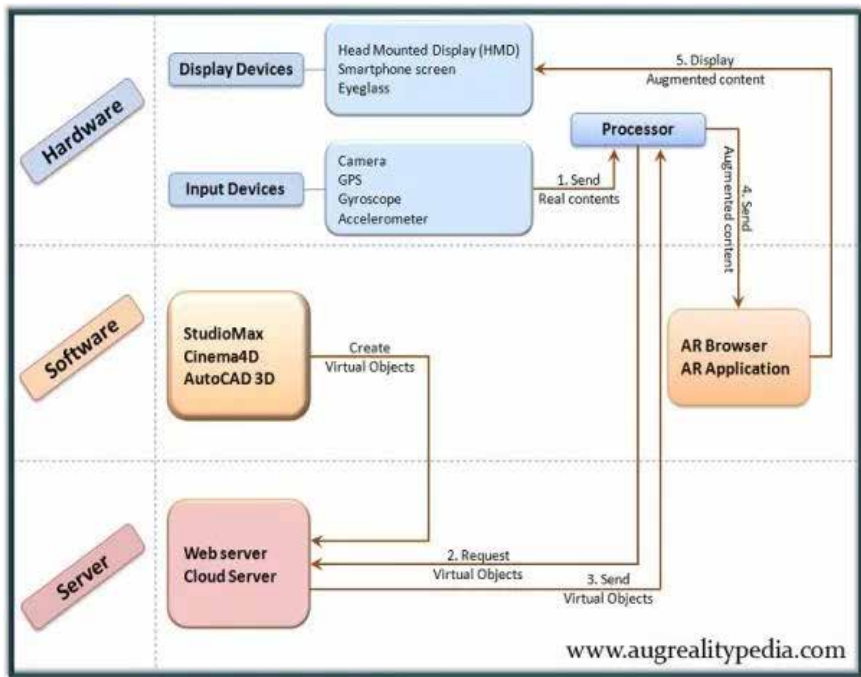 Hardware
Display Devices
Head Mounted Display (HMD)
Smartphone screen
Eyeglass
5. Display
Augmented content
Processor
Input Devices
Camera
GPS
Gyroscope
Accelerometer
1. Send
Real contents
4. Send
Augmented content
Software
StudioMax
Cinema4D
AutoCAD 3D
Create
Virtual Objects
AR Browser
AR Application
Server
Web server
Cloud Server
2. Request
Virtual Objects
3. Send
Virtual Objects
www.augrealitypedia.com